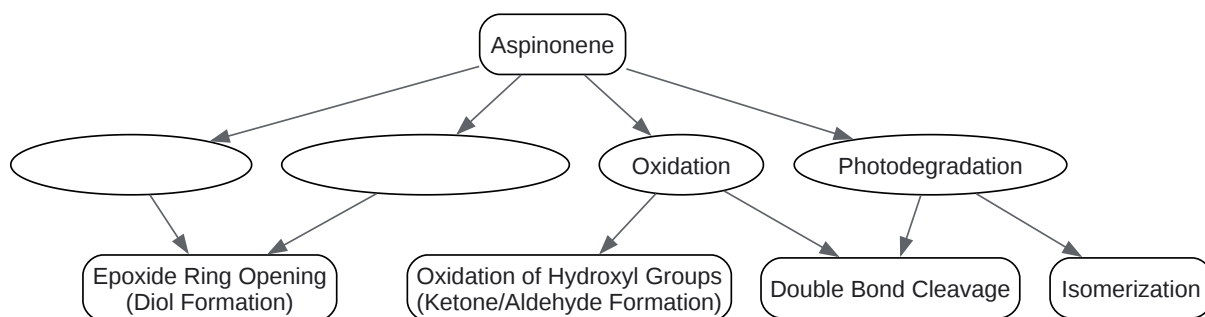 Aspinonene
Oxidation
Photodegradation
Epoxide Ring Opening
(Diol Formation)
Oxidation of Hydroxyl Groups
(Ketone/Aldehyde Formation)
Double Bond Cleavage
Isomerization